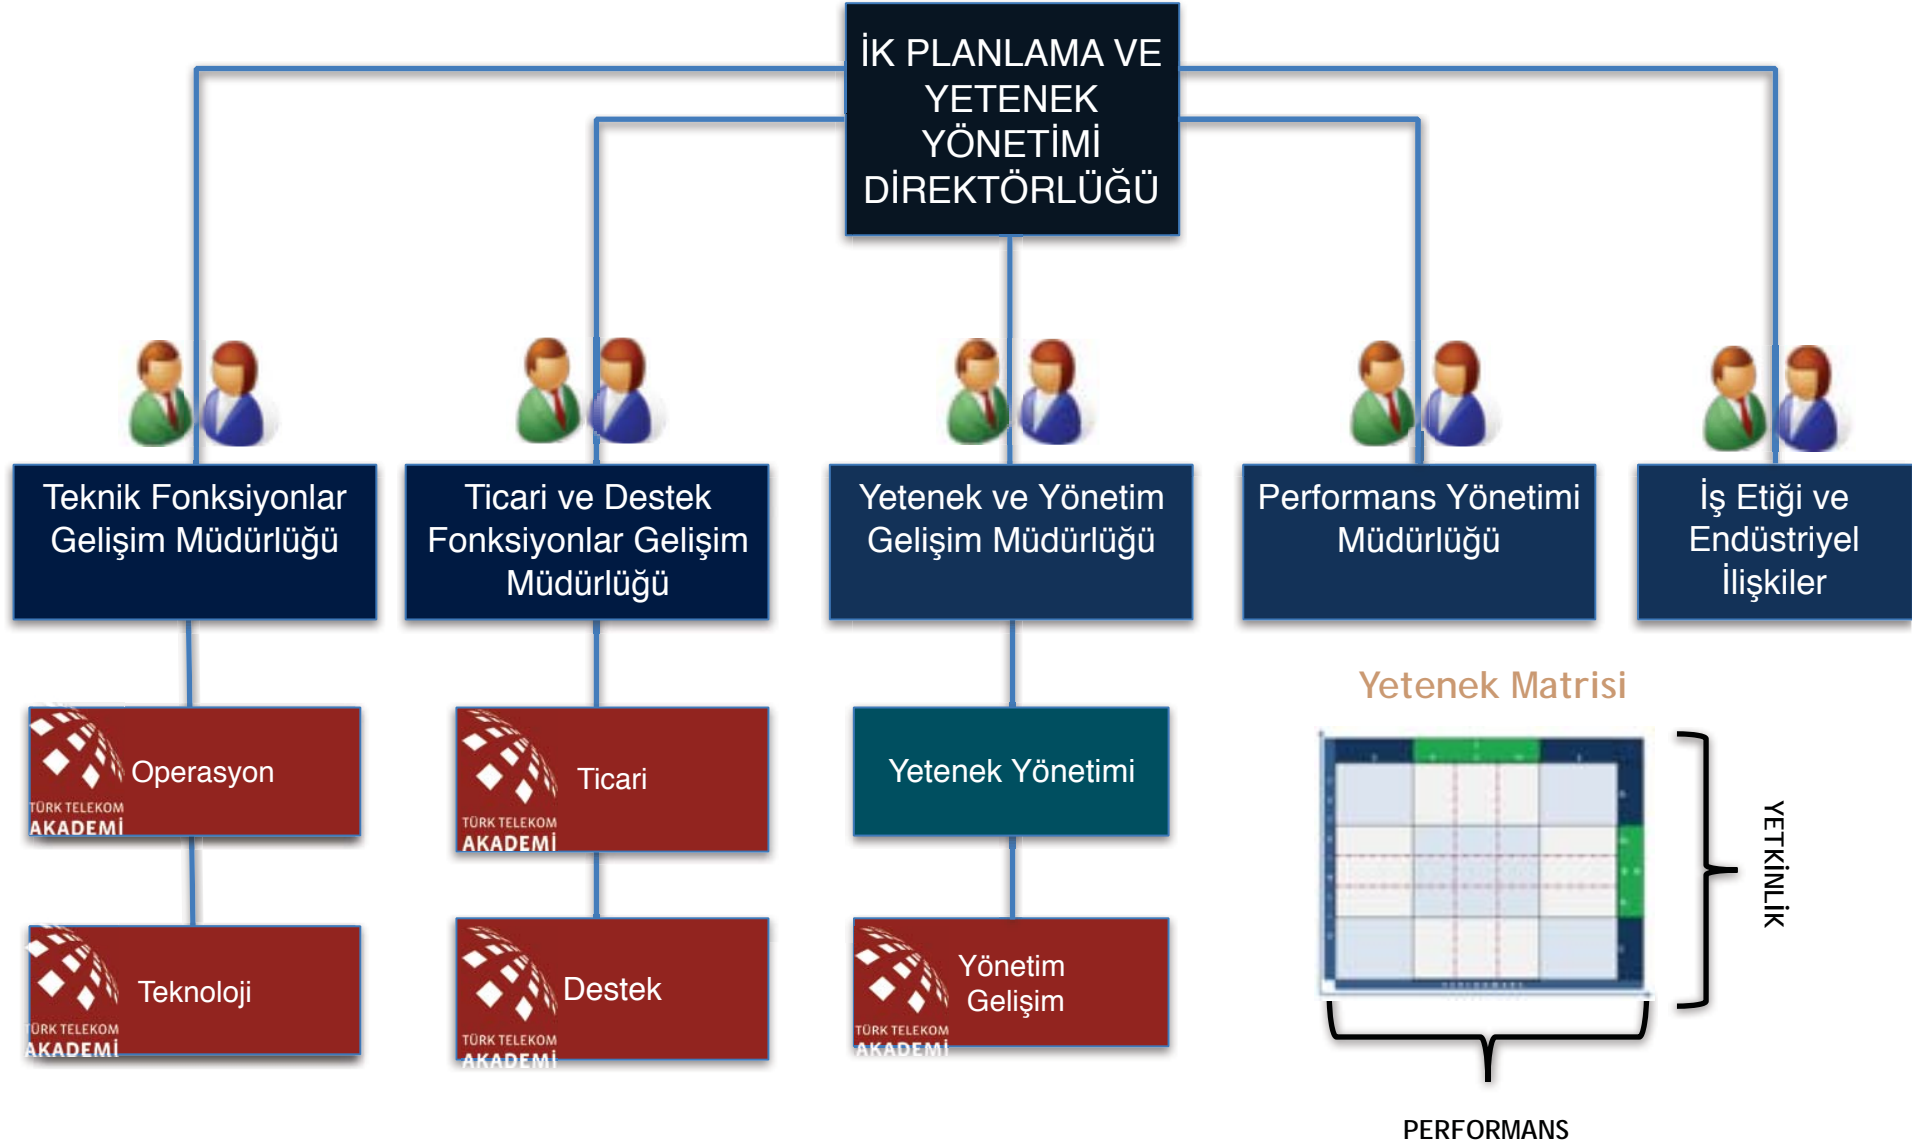 İK PLANLAMA VE
YETENEK
YÖNETİMİ
DİREKTÖRLÜĞÜ
Teknik Fonksiyonlar
Gelişim Müdürlüğü
Ticari ve Destek
Fonksiyonlar Gelişim
Müdürlüğü
Yetenek ve Yönetim
Gelişim Müdürlüğü
Performans Yönetimi
Müdürlüğü
İş Etiği ve
Endüstriyel
İlişkiler
Operasyon
TÜRK TELEKOM
AKADEMİ
Ticari
TÜRK TELEKOM
AKADEMİ
Yetenek Yönetimi
Teknoloji
TÜRK TELEKOM
AKADEMİ
Destek
TÜRK TELEKOM
AKADEMİ
Yönetim
Gelişim
TÜRK TELEKOM
AKADEMİ
Yetenek Matrisi
YETKİNLİK
PERFORMANS